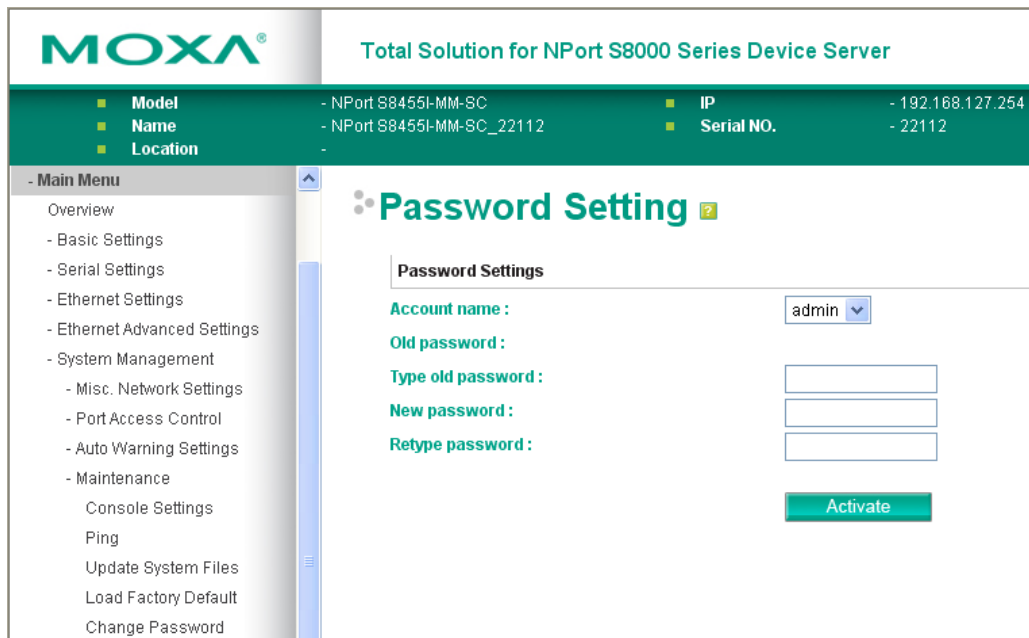 MOXA®
Total Solution for NPort S8000 Series Device Server
Model - NPort S8455I-MM-SC IP - 192.168.127.254
Name - NPort S8455I-MM-SC_22112 Serial NO. - 22112
Location -
- Main Menu
Overview
- Basic Settings
- Serial Settings
- Ethernet Settings
- Ethernet Advanced Settings
- System Management
- Misc. Network Settings
- Port Access Control
- Auto Warning Settings
- Maintenance
Console Settings
Ping
Update System Files
Load Factory Default
Change Password
Password Setting ?
Password Settings
Account name : admin
Old password :
Type old password :
New password :
Retype password :
Activate